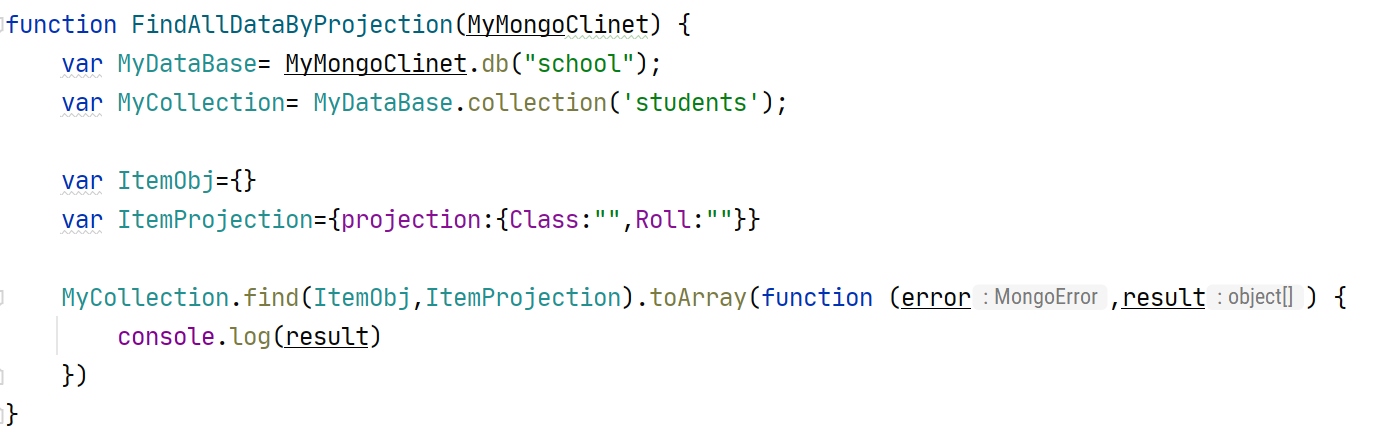 function FindAllDataByProjection(MyMongoClinet) {
var MyDataBase= MyMongoClinet.db("school");
var MyCollection= MyDataBase.collection('students');
var ItemObj={}
var ItemProjection={projection:{Class:"",Roll:""}}
MyCollection.find(ItemObj,ItemProjection).toArray(function (error : MongoError ,result : object[] ) {
console.log(result)
})
}